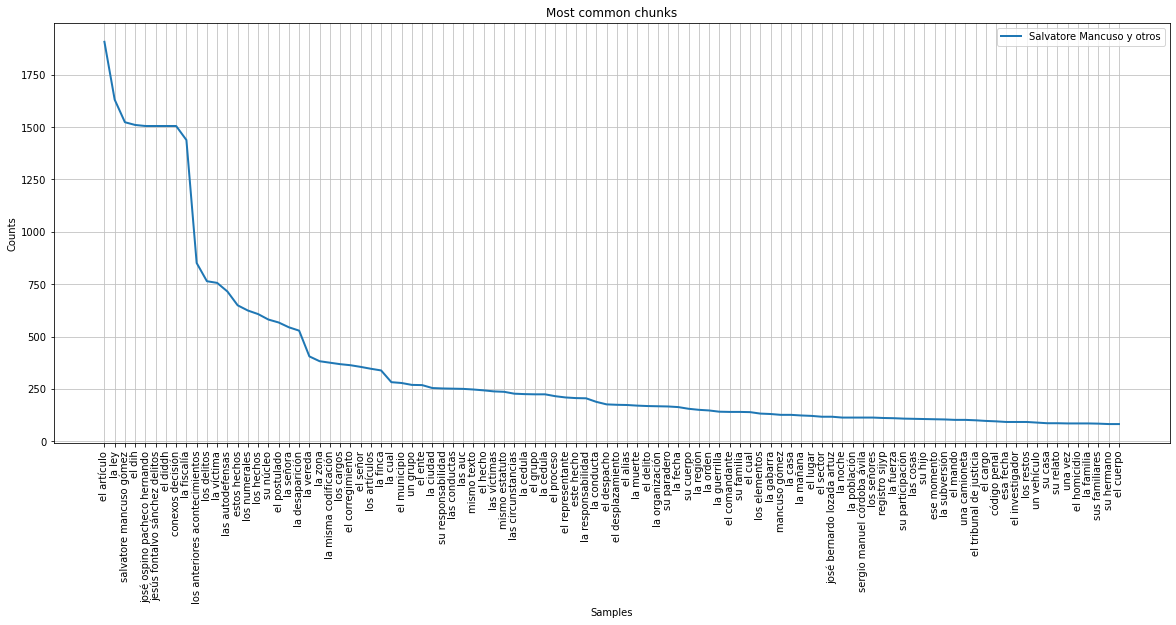 Most common chunks
Salvatore Mancuso y otros
Counts
1750
1500
1250
1000
750
500
250
0
el artículo
la ley
salvatore mancuso gómez
el dih
josé ospino pacheco hernando
jesús fontalvo sánchez delitos
el diddhh
conexos decisión
la fiscalía
los anteriores acontecimientos
los delitos
la víctima
las autodefensas
estos hechos
los numerales
los hechos
su núcleo
el postulado
la señora
la desaparición
la vereda
la zona
la misma codificación
los cargos
el corregimiento
el señor
los artículos
la finca
la cual
el municipio
un grupo
el ente
la ciudad
su responsabilidad
las conductas
las auc
mismo texto
el hecho
las víctimas
mismo estatuto
las circunstancias
la cedula
el grupo
la cédula
el proceso
el representante
este hecho
la responsabilidad
la conducta
el despacho
el desplazamiento
el alias
la muerte
el delito
la organización
su paradero
la fecha
su cuerpo
la región
la orden
la guerrilla
el comandante
su familia
el cual
los elementos
la gabarra
mancuso gómez
la casa
la mañana
el lugar
el sector
josé bernardo lozada artuz
la noche
la población
sergio manuel córdoba ávila
los señores
registro sijyp
la fuerza
su participación
las cosas
su hijo
ese momento
la subversión
el mando
una camioneta
el tribunal de justicia
el cargo
código penal
esa fecha
el investigador
los restos
un vehículo
su casa
su relato
una vez
el homicidio
la familia
sus familiares
su hermano
el cuerpo
Samples